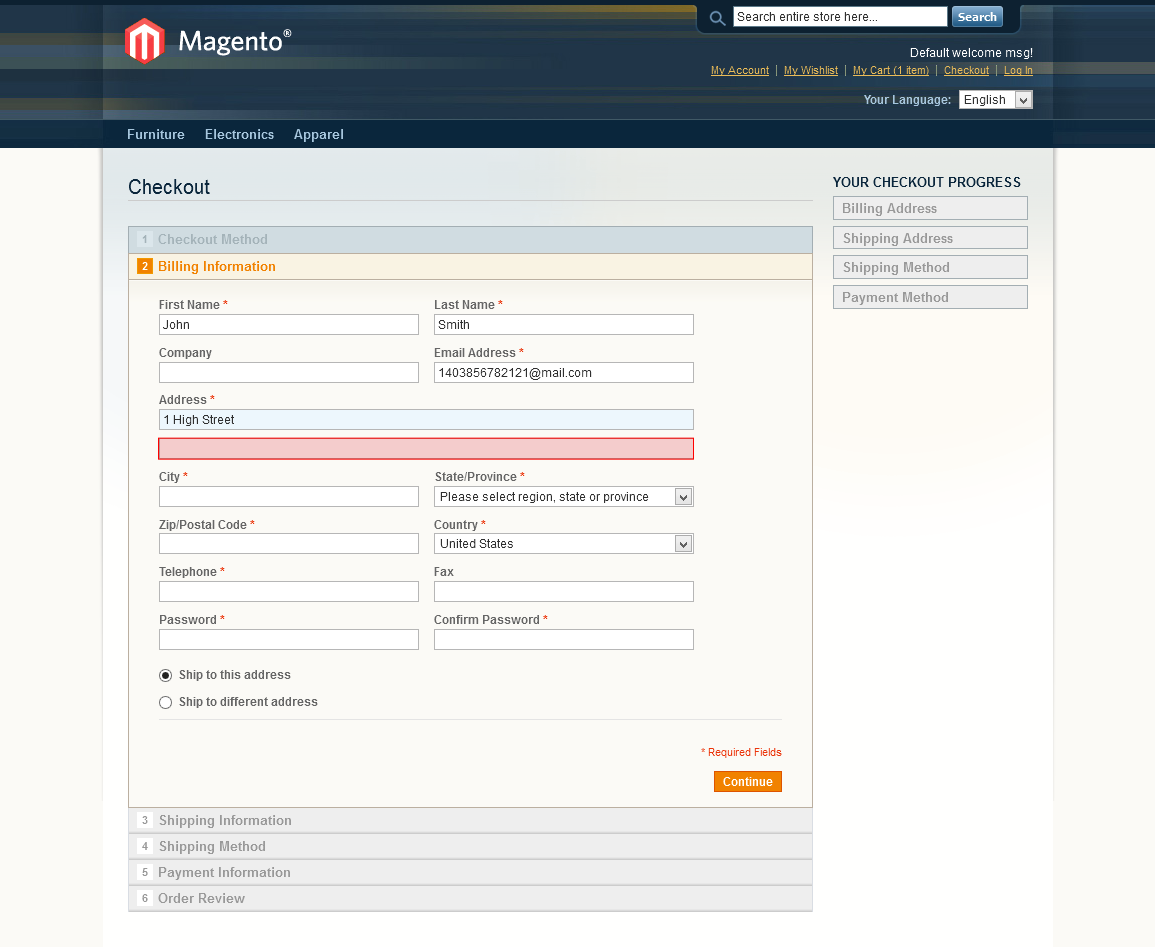 Search entire store here...
Search
Magento®
Default welcome msg!
My Account | My Wishlist | My Cart (1 item) | Checkout | Log In
Your Language: English
Furniture Electronics Apparel
Checkout
YOUR CHECKOUT PROGRESS
Billing Address
Shipping Address
Shipping Method
Payment Method
1 Checkout Method
2 Billing Information
First Name * Last Name *
John Smith
Company Email Address *
1403856782121@mail.com
Address *
1 High Street
City * State/Province *
Please select region, state or province
Zip/Postal Code * Country *
United States
Telephone * Fax
Password * Confirm Password *
Ship to this address
Ship to different address
* Required Fields
Continue
3 Shipping Information
4 Shipping Method
5 Payment Information
6 Order Review